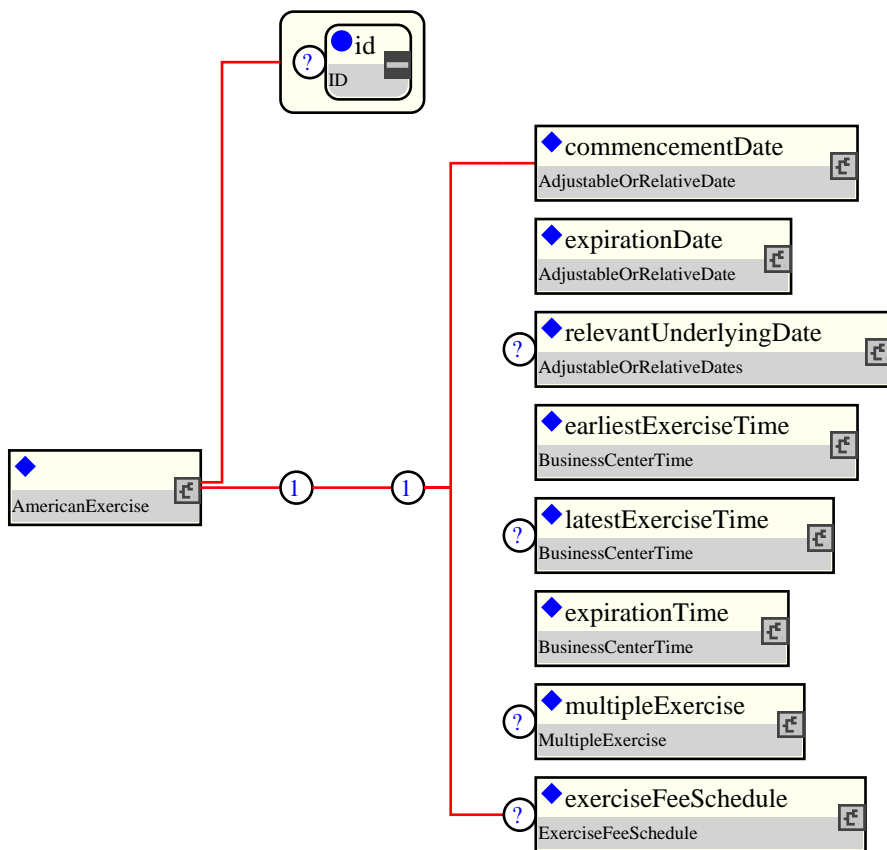 id
?
ID
commencementDate
AdjustableOrRelativeDate
expirationDate
AdjustableOrRelativeDate
relevantUnderlyingDate
?
AdjustableOrRelativeDates
earliestExerciseTime
BusinessCenterTime
AmericanExercise
1
1
latestExerciseTime
?
BusinessCenterTime
expirationTime
BusinessCenterTime
multipleExercise
?
MultipleExercise
exerciseFeeSchedule
?
ExerciseFeeSchedule